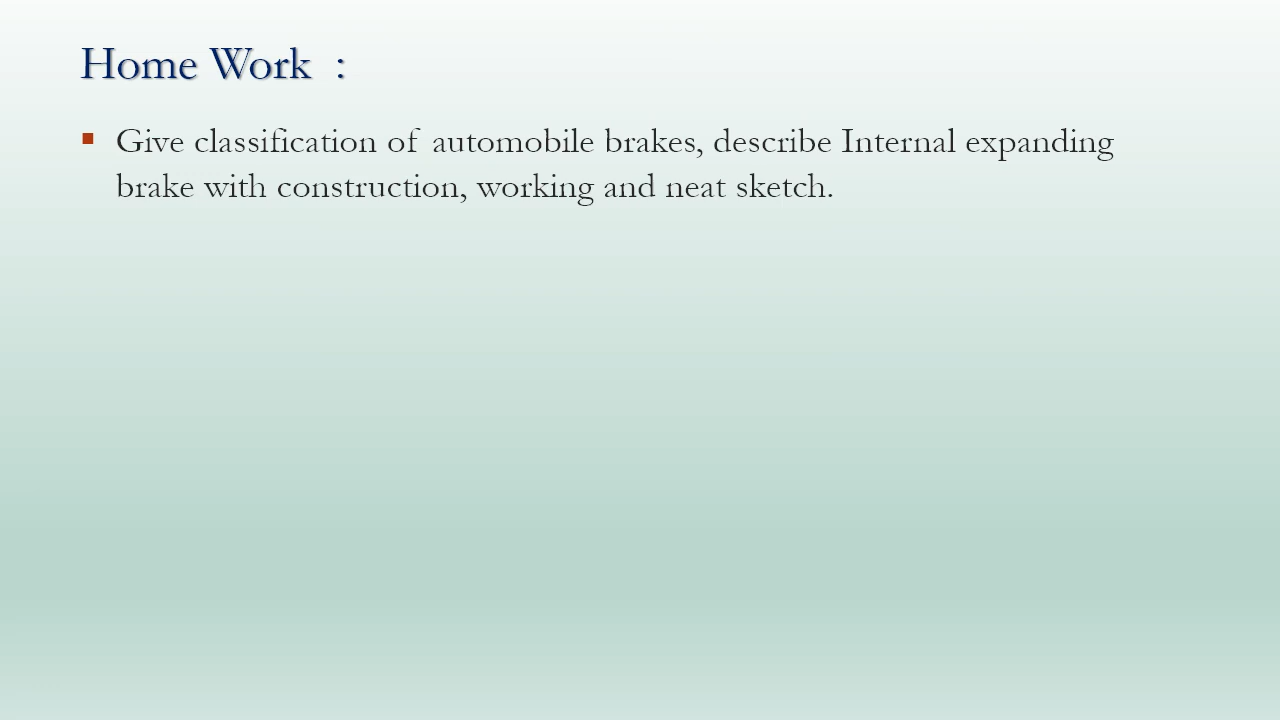 Home Work :
▪ Give classification of automobile brakes, describe Internal expanding
brake with construction, working and neat sketch.